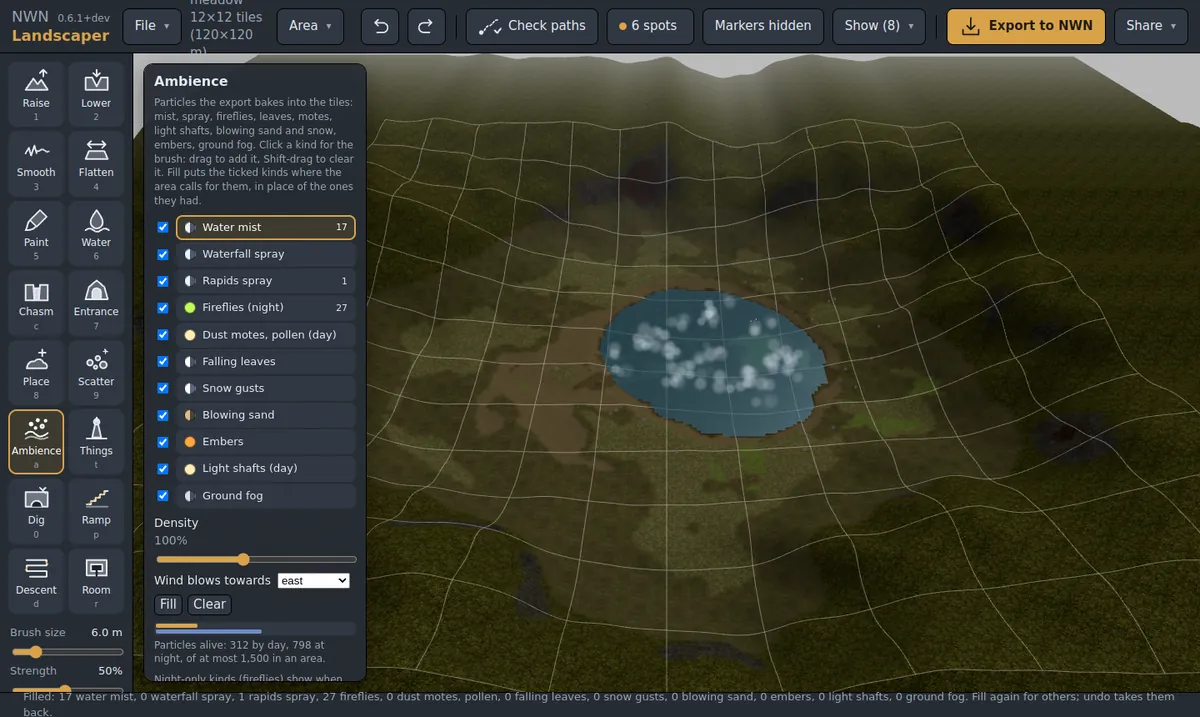 NWN 0.6.1+dev
Landscaper
File
meadow
12×12 tiles
(120×120
m)
Area
Check paths
6 spots
Markers hidden
Show (8)
Export to NWN
Share
Raise
1
Lower
2
Smooth
3
Flatten
4
Paint
5
Water
6
Chasm
c
Entrance
7
Place
8
Scatter
9
Ambience
a
Things
t
Dig
0
Ramp
p
Descent
d
Room
r
Brush size 6.0 m
Strength 50%
Ambience
Particles the export bakes into the tiles:
mist, spray, fireflies, leaves, motes,
light shafts, blowing sand and snow,
embers, ground fog. Click a kind for the
brush: drag to add it, Shift-drag to clear
it. Fill puts the ticked kinds where the
area calls for them, in place of the ones
they had.
Water mist 17
Waterfall spray
Rapids spray 1
Fireflies (night) 27
Dust motes, pollen (day)
Falling leaves
Snow gusts
Blowing sand
Embers
Light shafts (day)
Ground fog
Density
100%
Wind blows towards east
Fill Clear
Particles alive: 312 by day, 798 at
night, of at most 1,500 in an area.
Night-only kinds (fireflies) show when
Filled: 17 water mist, 0 waterfall spray, 1 rapids spray, 27 fireflies, 0 dust motes, pollen, 0 falling leaves, 0 snow gusts, 0 blowing sand, 0 embers, 0 light shafts, 0 ground fog. Fill again for others; undo takes them
back.